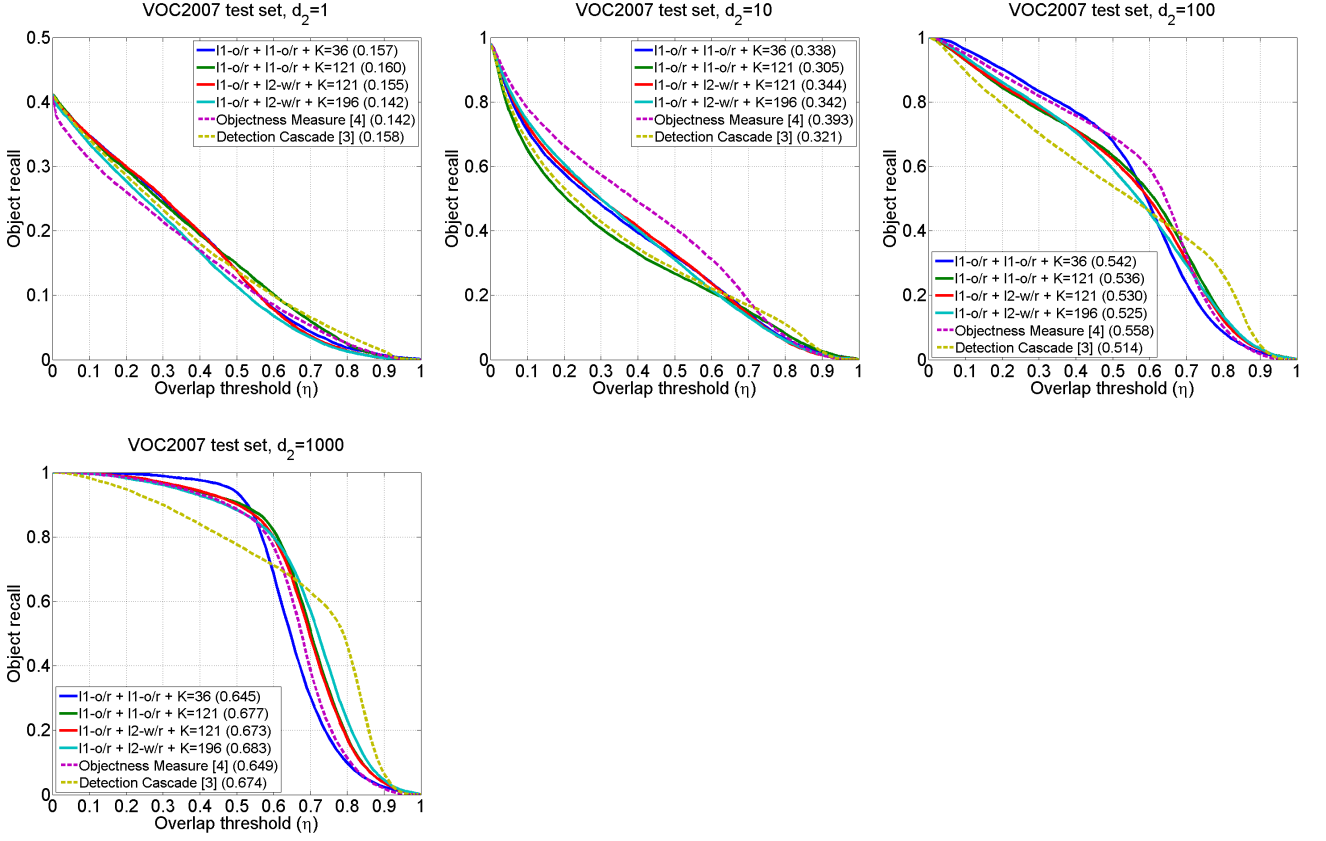 VOC2007 test set, d2=1
0.5
0.4
0.3
0.2
0.1
0
Object recall
l1-o/r + l1-o/r + K=36 (0.157)
l1-o/r + l1-o/r + K=121 (0.160)
l1-o/r + l2-w/r + K=121 (0.155)
l1-o/r + l2-w/r + K=196 (0.142)
Objectness Measure [4] (0.142)
Detection Cascade [3] (0.158)
0 0.1 0.2 0.3 0.4 0.5 0.6 0.7 0.8 0.9 1
Overlap threshold (η)
VOC2007 test set, d2=10
1
0.8
0.6
0.4
0.2
0
Object recall
l1-o/r + l1-o/r + K=36 (0.338)
l1-o/r + l1-o/r + K=121 (0.305)
l1-o/r + l2-w/r + K=121 (0.344)
l1-o/r + l2-w/r + K=196 (0.342)
Objectness Measure [4] (0.393)
Detection Cascade [3] (0.321)
0 0.1 0.2 0.3 0.4 0.5 0.6 0.7 0.8 0.9 1
Overlap threshold (η)
VOC2007 test set, d2=100
1
0.8
0.6
0.4
0.2
0
Object recall
l1-o/r + l1-o/r + K=36 (0.542)
l1-o/r + l1-o/r + K=121 (0.536)
l1-o/r + l2-w/r + K=121 (0.530)
l1-o/r + l2-w/r + K=196 (0.525)
Objectness Measure [4] (0.558)
Detection Cascade [3] (0.514)
0 0.1 0.2 0.3 0.4 0.5 0.6 0.7 0.8 0.9 1
Overlap threshold (η)
VOC2007 test set, d2=1000
1
0.8
0.6
0.4
0.2
0
Object recall
l1-o/r + l1-o/r + K=36 (0.645)
l1-o/r + l1-o/r + K=121 (0.677)
l1-o/r + l2-w/r + K=121 (0.673)
l1-o/r + l2-w/r + K=196 (0.683)
Objectness Measure [4] (0.649)
Detection Cascade [3] (0.674)
0 0.1 0.2 0.3 0.4 0.5 0.6 0.7 0.8 0.9 1
Overlap threshold (η)